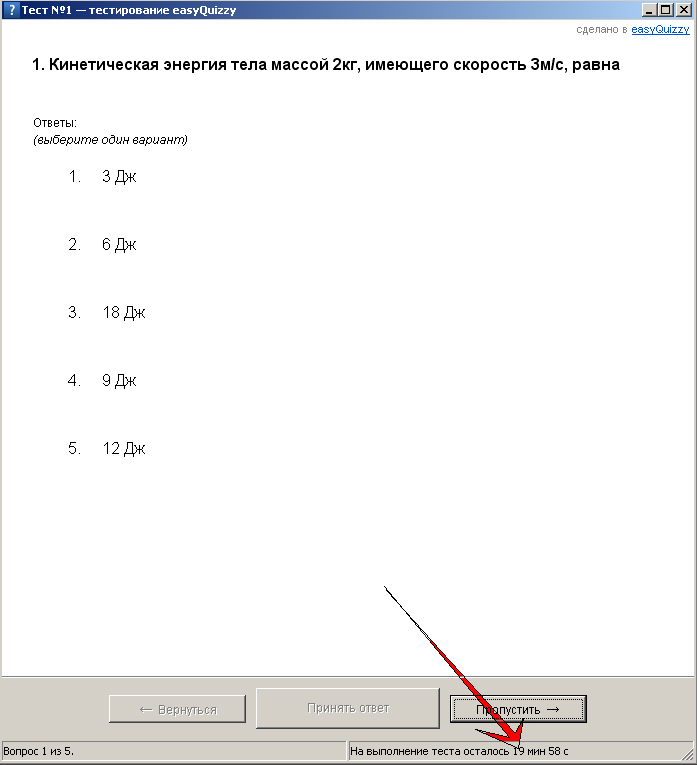 Тест №1 — тестирование easyQuizzy
сделано в easyQuizzy
1. Кинетическая энергия тела массой 2кг, имеющего скорость 3м/с, равна
Ответы:
(выберите один вариант)
1. 3 Дж
2. 6 Дж
3. 18 Дж
4. 9 Дж
5. 12 Дж
← Вернуться
Принять ответ
Пропустить →
Вопрос 1 из 5.
На выполнение теста осталось 19 мин 58 с